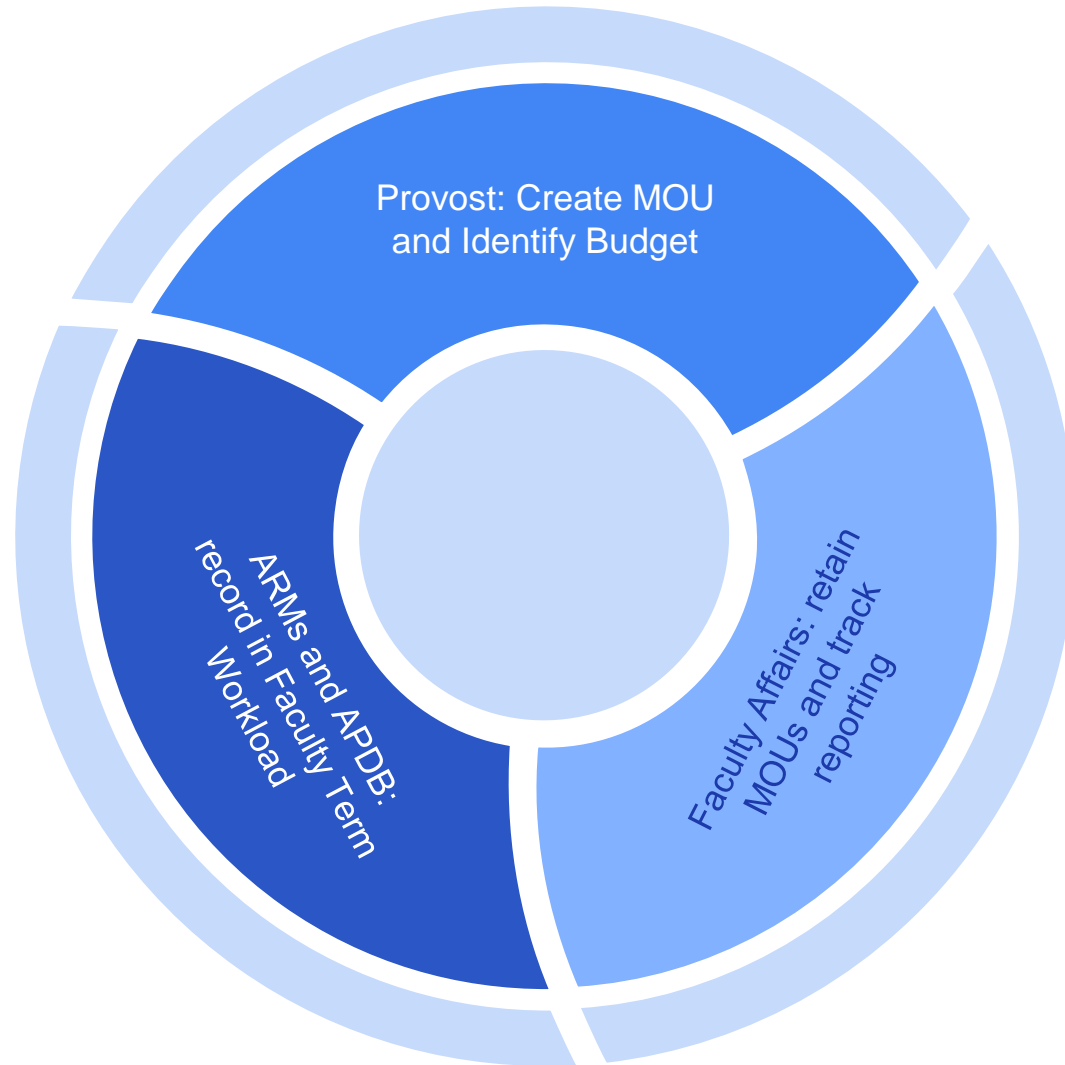 Provost: Create MOU
and Identify Budget
Faculty Affairs: retain
MOUs and track
reporting
ARMs and APDB:
record in Faculty Term
Workload